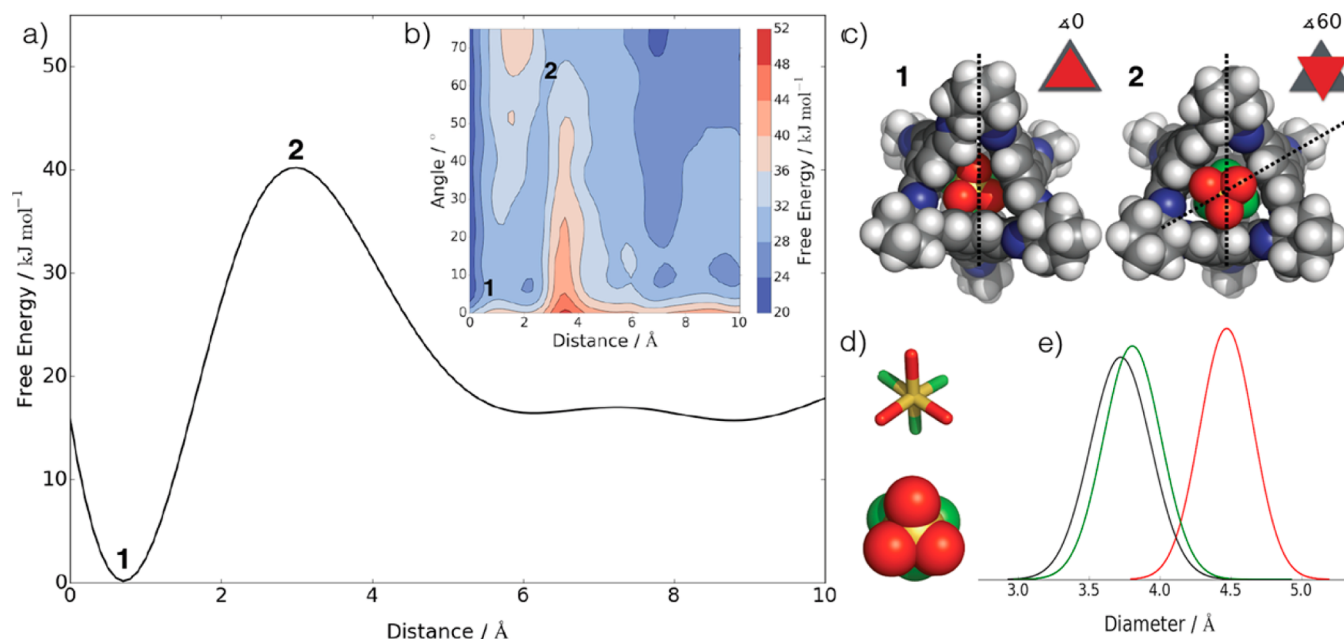 a)
Free Energy / kJ mol⁻¹
50
40
30
20
10
0
0 2 4 6 8 10
Distance / Å
1
2
b)
Angle / °
70
60
50
40
30
20
10
0
0 2 4 6 8 10
Distance / Å
1
2
52
48
44
40
36
32
28
24
20
Free Energy / kJ mol⁻¹
c)
1
∡0
2
∡60
d)
e)
3.0 3.5 4.0 4.5 5.0
Diameter / Å